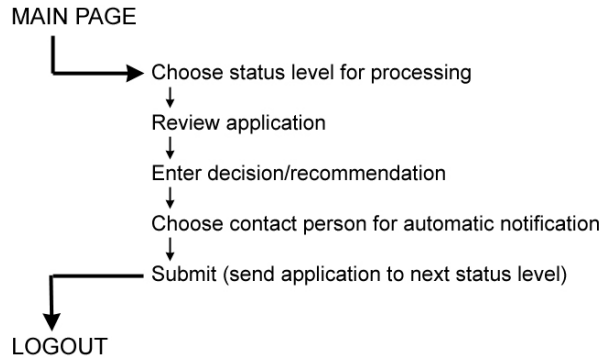 MAIN PAGE
Choose status level for processing
Review application
Enter decision/recommendation
Choose contact person for automatic notification
Submit (send application to next status level)
LOGOUT